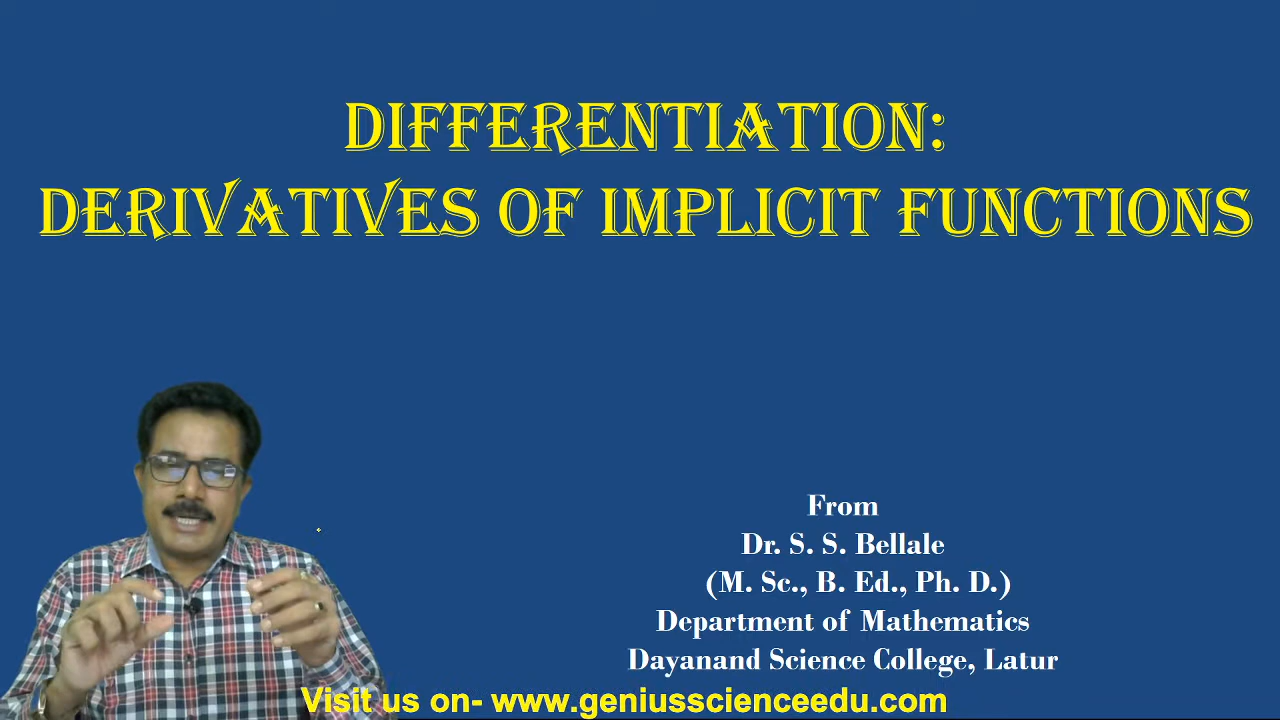 DIFFERENTIATION:
DERIVATIVES OF IMPLICIT FUNCTIONS
From
Dr. S. S. Bellale
(M. Sc., B. Ed., Ph. D.)
Department of Mathematics
Dayanand Science College, Latur
Visit us on- www.geniusscienceedu.com